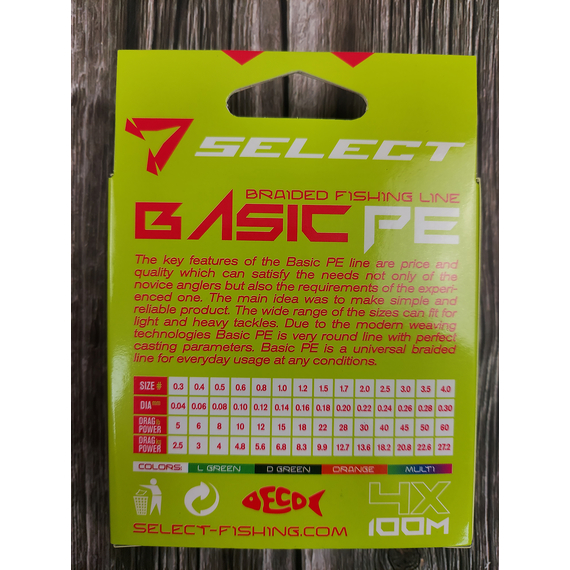 SELECT
BRAIDED FISHING LINE
BASIC PE
The key features of the Basic PE line are price and
quality which can satisfy the needs not only of the
novice anglers but also the requirements of the experi-
enced one. The main idea was to make simple and
reliable product. The wide range of the sizes can fit for
light and heavy tackles. Due to the modern weaving
technologies Basic PE is very round line with perfect
casting parameters. Basic PE is a universal braided
line for everyday usage at any conditions.
SIZE # 0.3 0.4 0.5 0.6 0.8 1.0 1.2 1.5 1.7 2.0 2.5 3.0 3.5 4.0
DIA mm 0.04 0.06 0.08 0.10 0.12 0.14 0.16 0.18 0.20 0.22 0.24 0.26 0.28 0.30
DRAG lb POWER 5 6 8 10 12 15 18 22 28 30 40 45 50 60
DRAG kg POWER 2.5 3 4 4.8 5.6 6.8 8.3 9.9 12.7 13.6 18.2 20.8 22.6 27.2
COLORS: L GREEN D GREEN ORANGE MULTI
DECO
4X
SELECT-FISHING.COM
100M